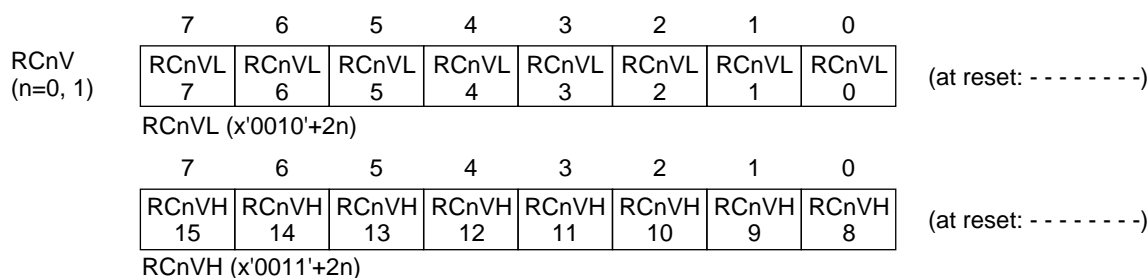 7 6 5 4 3 2 1 0
RCnV
(n=0, 1)
RCnVL RCnVL RCnVL RCnVL RCnVL RCnVL RCnVL RCnVL
7 6 5 4 3 2 1 0
(at reset: - - - - - - - -)
RCnVL (x'0010'+2n)
7 6 5 4 3 2 1 0
RCnVH RCnVH RCnVH RCnVH RCnVH RCnVH RCnVH RCnVH
15 14 13 12 11 10 9 8
(at reset: - - - - - - - -)
RCnVH (x'0011'+2n)